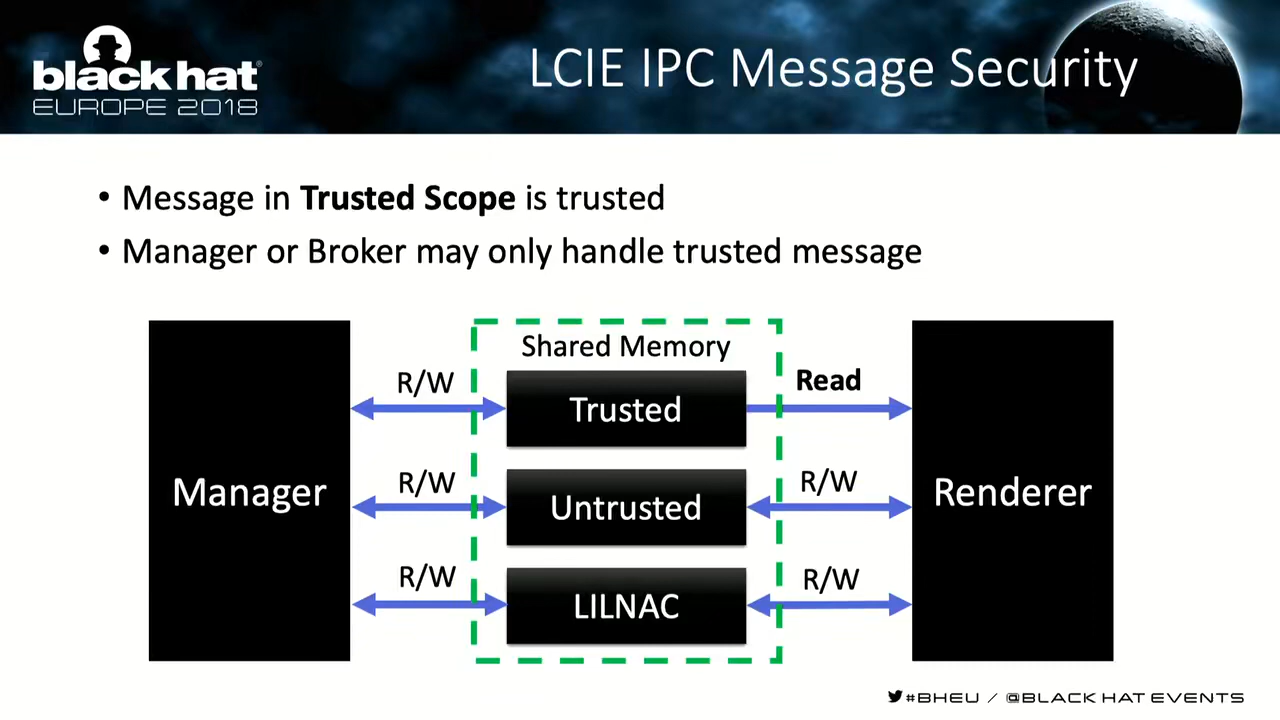 black hat®
EUROPE 2018
LCIE IPC Message Security
• Message in Trusted Scope is trusted
• Manager or Broker may only handle trusted message
Shared Memory
R/W
Trusted
Read
Manager
R/W
Untrusted
R/W
Renderer
R/W
LILNAC
R/W
#BHEU / @BLACK HAT EVENTS